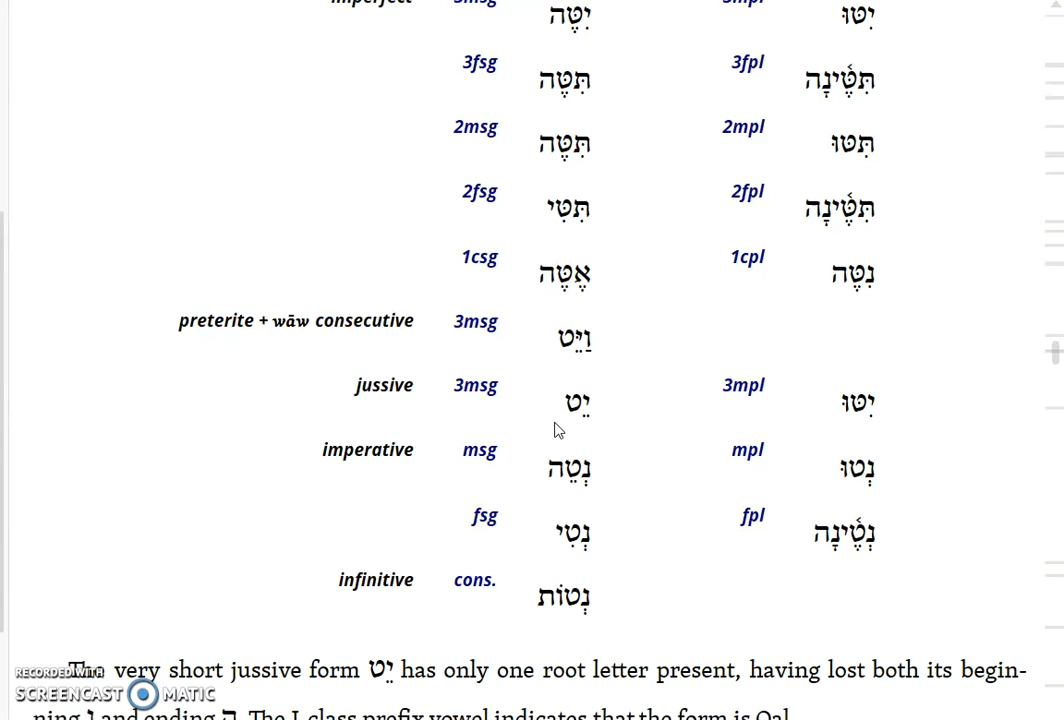 imperfect 3msg יִטֶּה 3mpl יִטּוּ
3fsg תִּטֶּה 3fpl תִּטֶּ֫ינָה
2msg תִּטֶּה 2mpl תִּטּוּ
2fsg תִּטִּי 2fpl תִּטֶּ֫ינָה
1csg אֶטֶּה 1cpl נִטֶּה
preterite + wāw consecutive 3msg וַיֵּט
jussive 3msg יֵט 3mpl יִטּוּ
imperative msg נְטֵה mpl נְטוּ
fsg נְטִי fpl נְטֶ֫ינָה
infinitive cons. נְטוֹת
The very short jussive form יֵט has only one root letter present, having lost both its begin-
ning נ and ending ה. The I-class prefix vowel indicates that the form is Qal.
RECORDED WITH
SCREENCAST MATIC